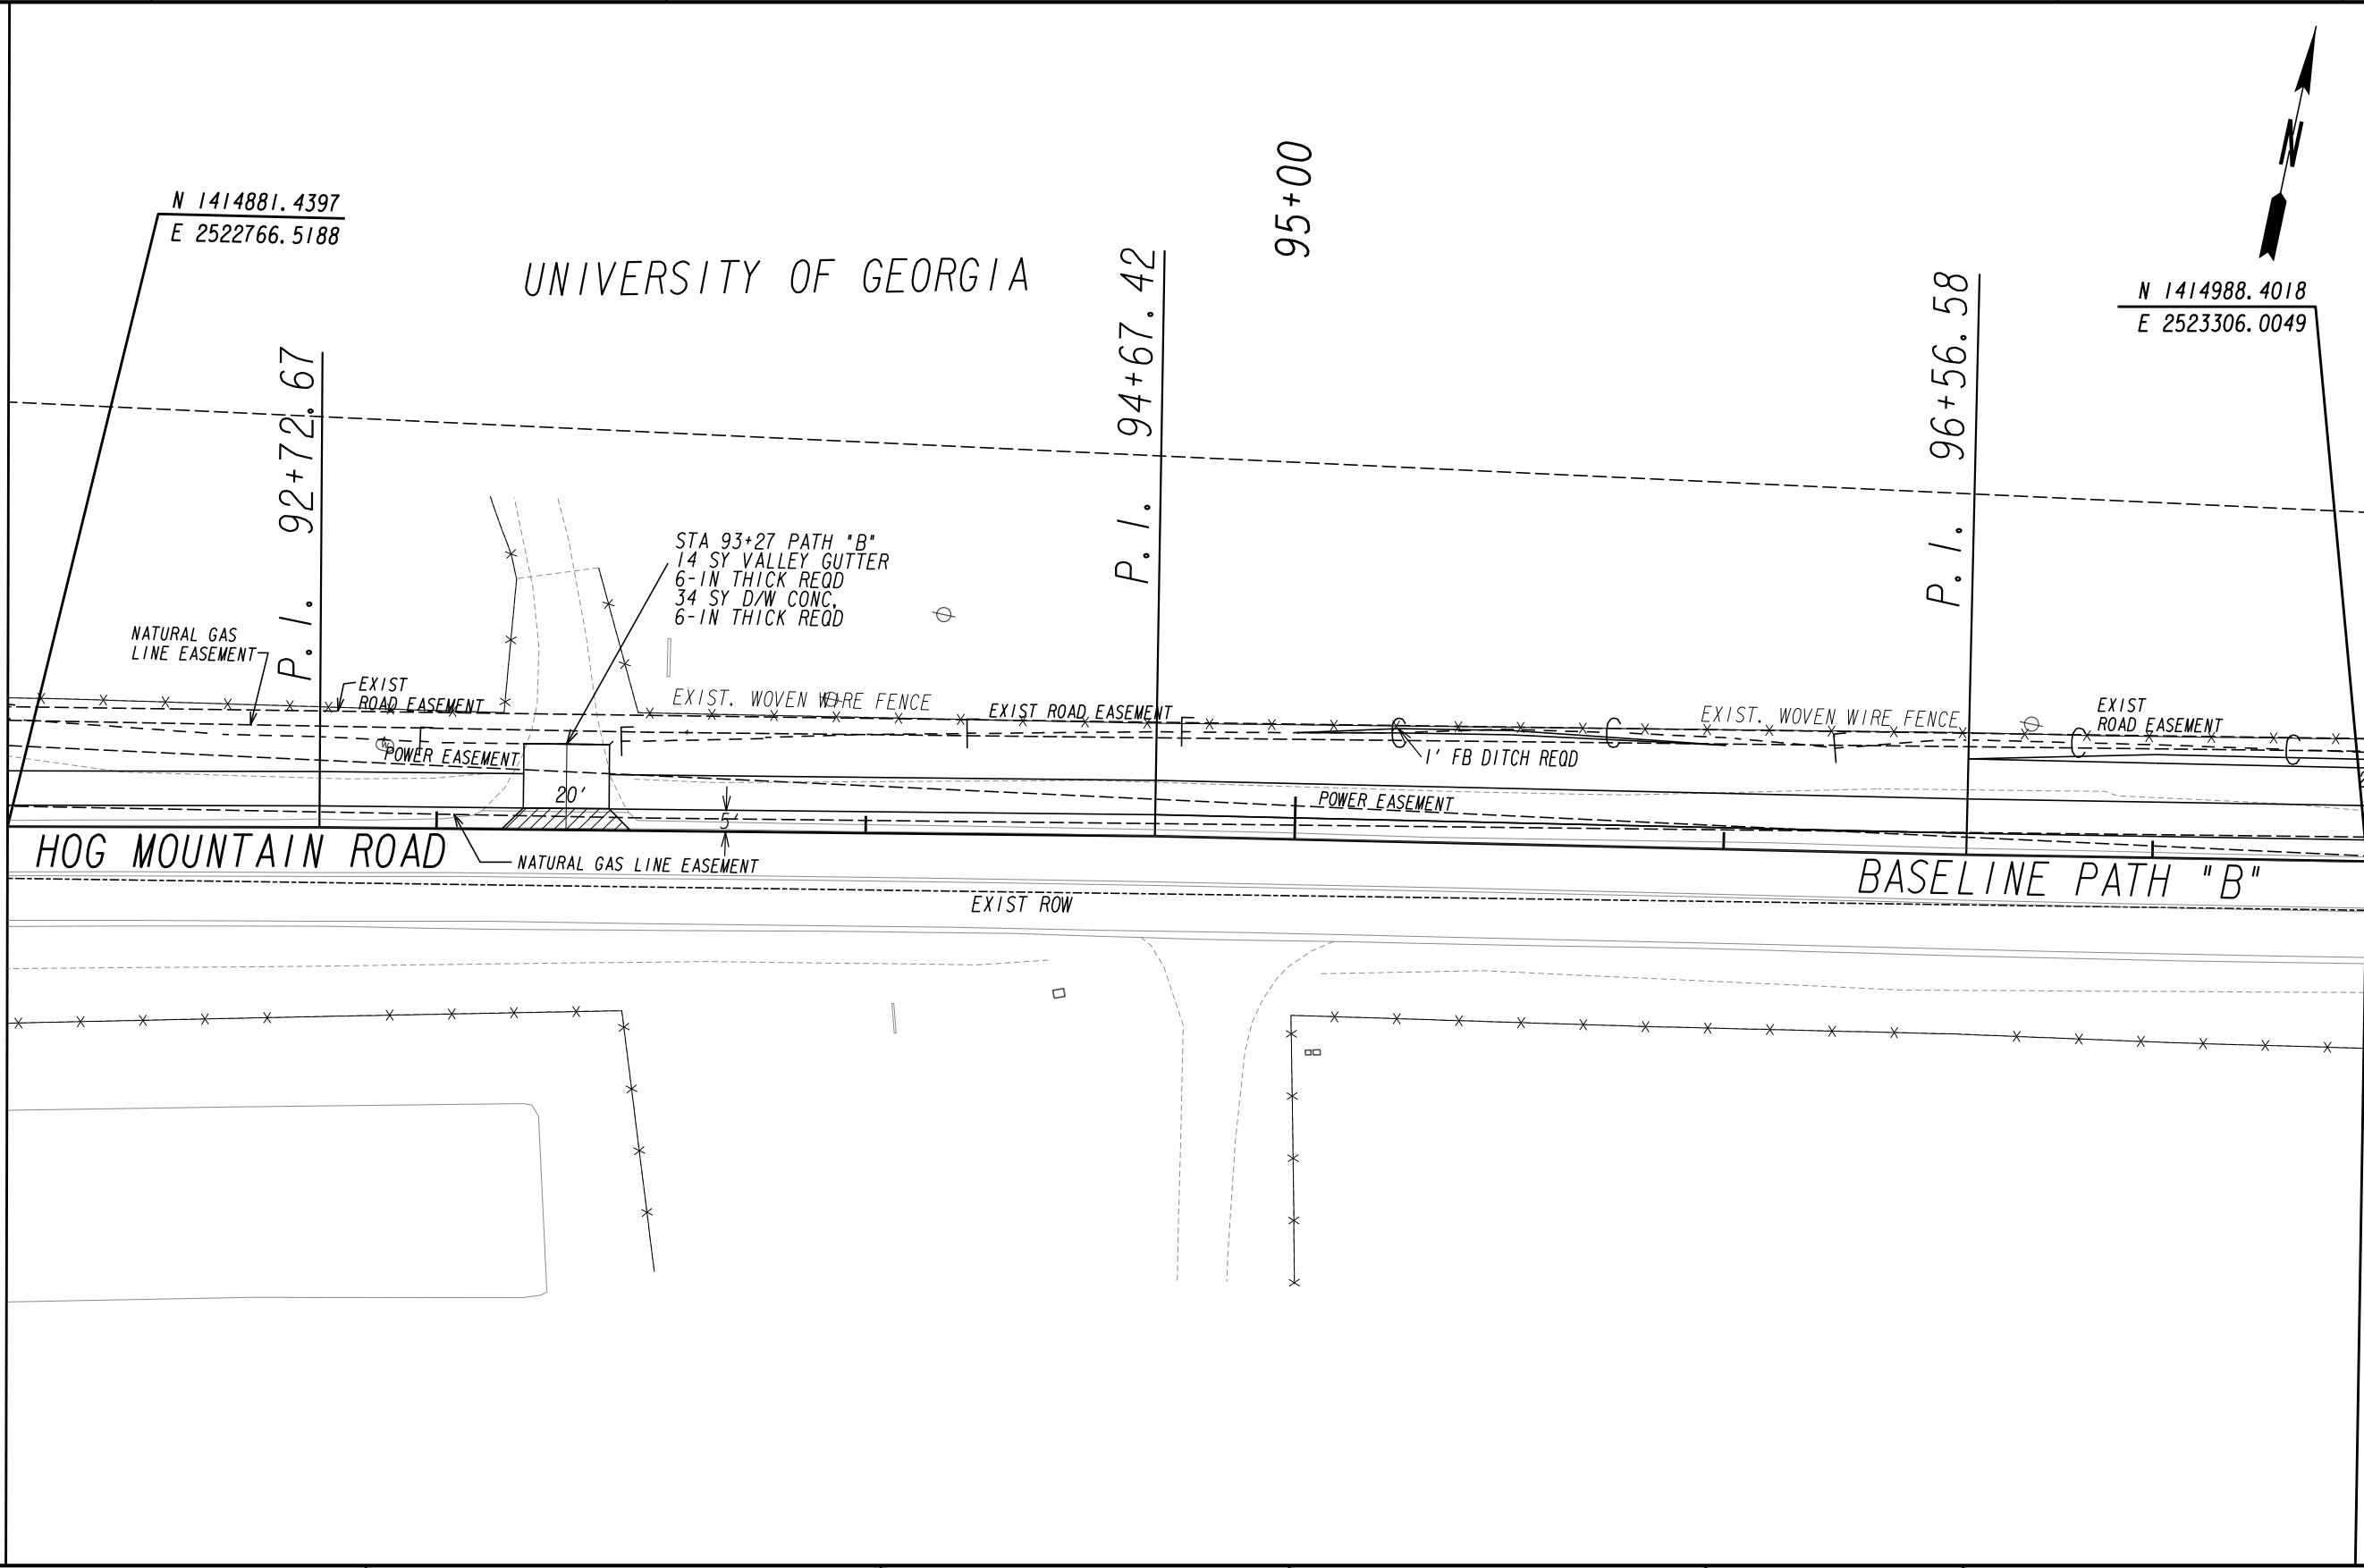 N 1414881.4397
E 2522766.5188
UNIVERSITY OF GEORGIA
95+00
N
N 1414988.4018
E 2523306.0049
P.I. 92+72.67
P.I. 94+67.42
P.I. 96+56.58
STA 93+27 PATH "B"
14 SY VALLEY GUTTER
6-IN THICK REQD
34 SY D/W CONC,
6-IN THICK REQD
NATURAL GAS
LINE EASEMENT
EXIST
ROAD EASEMENT
EXIST. WOVEN WIRE FENCE
EXIST ROAD EASEMENT
EXIST. WOVEN WIRE FENCE
EXIST
ROAD EASEMENT
F
F
F
F
F
C
C
C
C
W
POWER EASEMENT
1' FB DITCH REQD
20'
5'
POWER EASEMENT
HOG MOUNTAIN ROAD
NATURAL GAS LINE EASEMENT
BASELINE PATH "B"
EXIST ROW